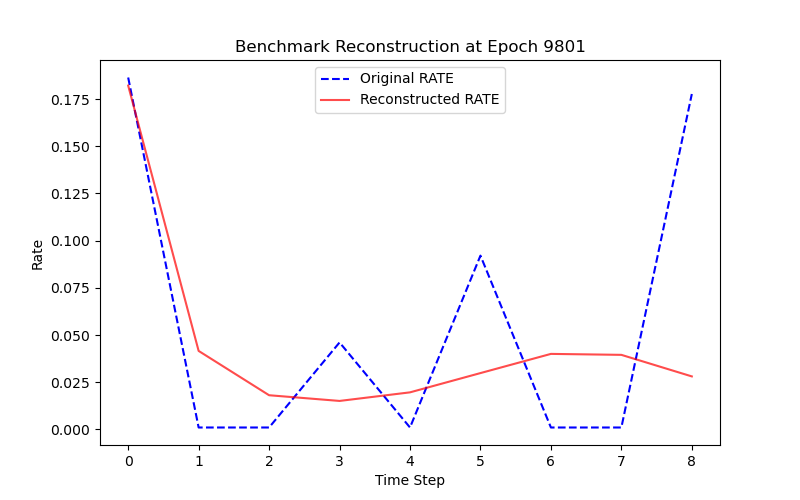 Benchmark Reconstruction at Epoch 9801
Original RATE
Reconstructed RATE
0.175
0.150
0.125
0.100
0.075
0.050
0.025
0.000
Rate
0 1 2 3 4 5 6 7 8
Time Step